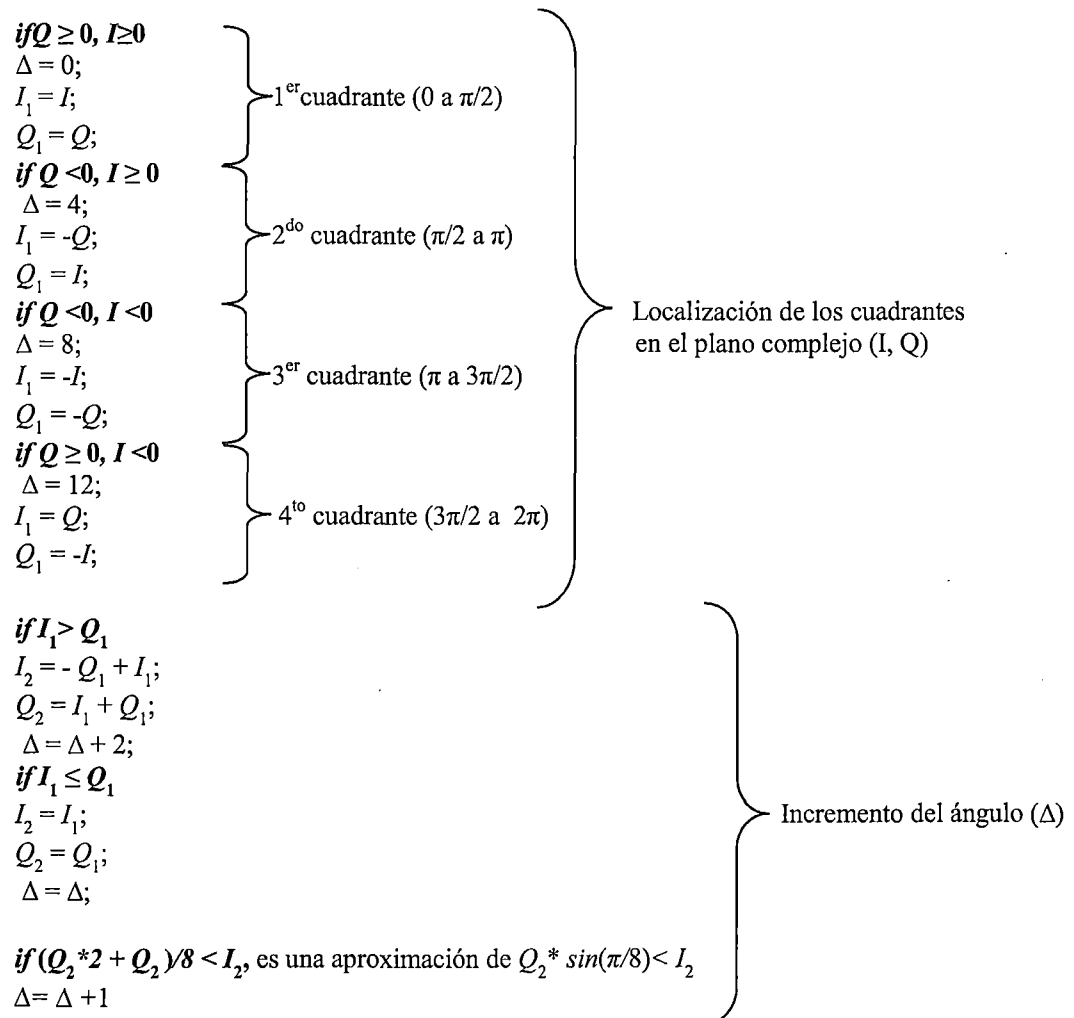 ifQ ≥ 0, I≥0
Δ = 0;
I₁ = I;
Q₁ = Q;
1ᵉʳcuadrante (0 a π/2)
if Q <0, I ≥ 0
Δ = 4;
I₁ = -Q;
Q₁ = I;
2ᵈᵒ cuadrante (π/2 a π)
if Q <0, I <0
Δ = 8;
I₁ = -I;
Q₁ = -Q;
3ᵉʳ cuadrante (π a 3π/2)
if Q ≥ 0, I <0
Δ = 12;
I₁ = Q;
Q₁ = -I;
4ᵗᵒ cuadrante (3π/2 a 2π)
Localización de los cuadrantes
en el plano complejo (I, Q)
if I₁> Q₁
I₂ = - Q₁ + I₁;
Q₂ = I₁ + Q₁;
Δ = Δ + 2;
if I₁ ≤ Q₁
I₂ = I₁;
Q₂ = Q₁;
Δ = Δ;
if (Q₂*2 + Q₂)/8 < I₂, es una aproximación de Q₂* sin(π/8)< I₂
Δ= Δ +1
Incremento del ángulo (Δ)